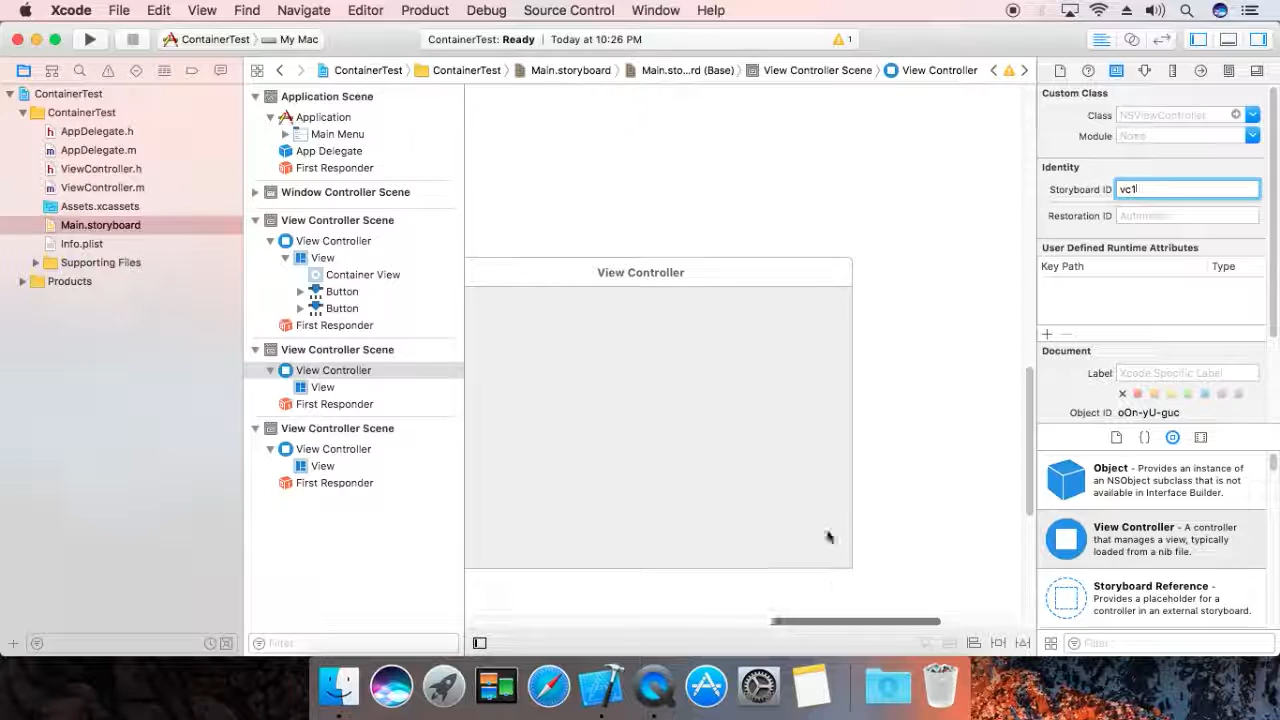 Xcode File Edit View Find Navigate Editor Product Debug Source Control Window Help
ContainerTest My Mac
ContainerTest: Ready | Today at 10:26 PM
1
ContainerTest ContainerTest Main.storyboard Main.sto...rd (Base) View Controller Scene View Controller
ContainerTest
ContainerTest
AppDelegate.h
AppDelegate.m
ViewController.h
ViewController.m
Assets.xcassets
Main.storyboard
Info.plist
Supporting Files
Products
Application Scene
Application
Main Menu
App Delegate
First Responder
Window Controller Scene
View Controller Scene
View Controller
View
Container View
Button
Button
First Responder
View Controller Scene
View Controller
View
First Responder
View Controller Scene
View Controller
View
First Responder
Filter
View Controller
Custom Class
Class NSViewController
Module None
Identity
Storyboard ID vc1
Restoration ID Automatic
User Defined Runtime Attributes
Key Path Type
Document
Label Xcode Specific Label
Object ID oOn-yU-guc
Object - Provides an instance of
an NSObject subclass that is not
available in Interface Builder.
View Controller - A controller
that manages a view, typically
loaded from a nib file.
Storyboard Reference -
Provides a placeholder for a
controller in an external storyboard.
Filter